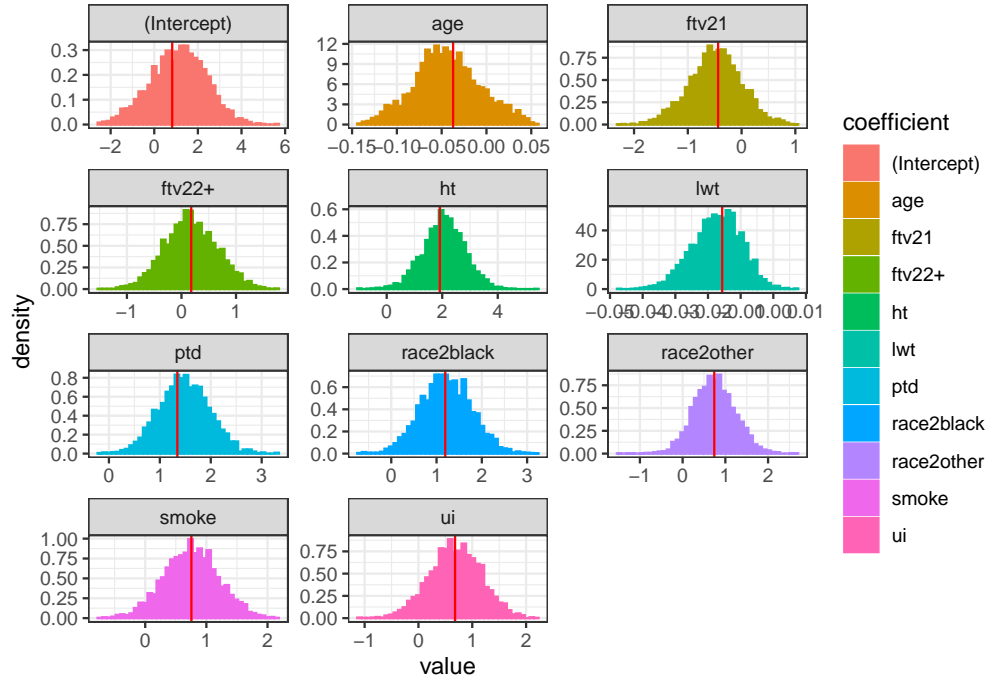 (Intercept) age ftv21
0.3
0.2
0.1
0.0
−2 0 2 4 6
12
9
6
3
0
−0.15 −0.10 −0.05 0.00 0.05
0.75
0.50
0.25
0.00
−2 −1 0 1
ftv22+ ht lwt
0.75
0.50
0.25
0.00
−1 0 1
0.6
0.4
0.2
0.0
0 2 4
40
20
0
−0.05 −0.04 −0.03 −0.02 −0.01 0.00 0.01
ptd race2black race2other
0.8
0.6
0.4
0.2
0.0
0 1 2 3
0.6
0.4
0.2
0.0
0 1 2 3
0.75
0.50
0.25
0.00
−1 0 1 2
smoke ui
1.00
0.75
0.50
0.25
0.00
0 1 2
0.75
0.50
0.25
0.00
−1 0 1 2
density
value
coefficient
(Intercept)
age
ftv21
ftv22+
ht
lwt
ptd
race2black
race2other
smoke
ui